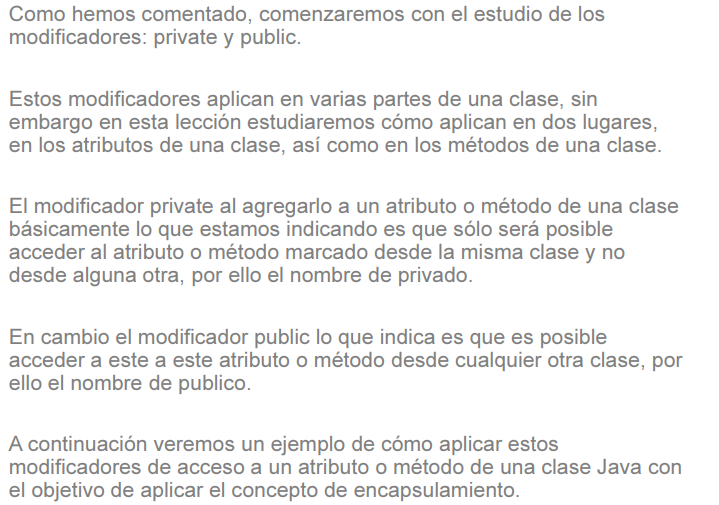 Como hemos comentado, comenzaremos con el estudio de los
modificadores: private y public.
Estos modificadores aplican en varias partes de una clase, sin
embargo en esta lección estudiaremos cómo aplican en dos lugares,
en los atributos de una clase, así como en los métodos de una clase.
El modificador private al agregarlo a un atributo o método de una clase
básicamente lo que estamos indicando es que sólo será posible
acceder al atributo o método marcado desde la misma clase y no
desde alguna otra, por ello el nombre de privado.
En cambio el modificador public lo que indica es que es posible
acceder a este a este atributo o método desde cualquier otra clase, por
ello el nombre de publico.
A continuación veremos un ejemplo de cómo aplicar estos
modificadores de acceso a un atributo o método de una clase Java con
el objetivo de aplicar el concepto de encapsulamiento.